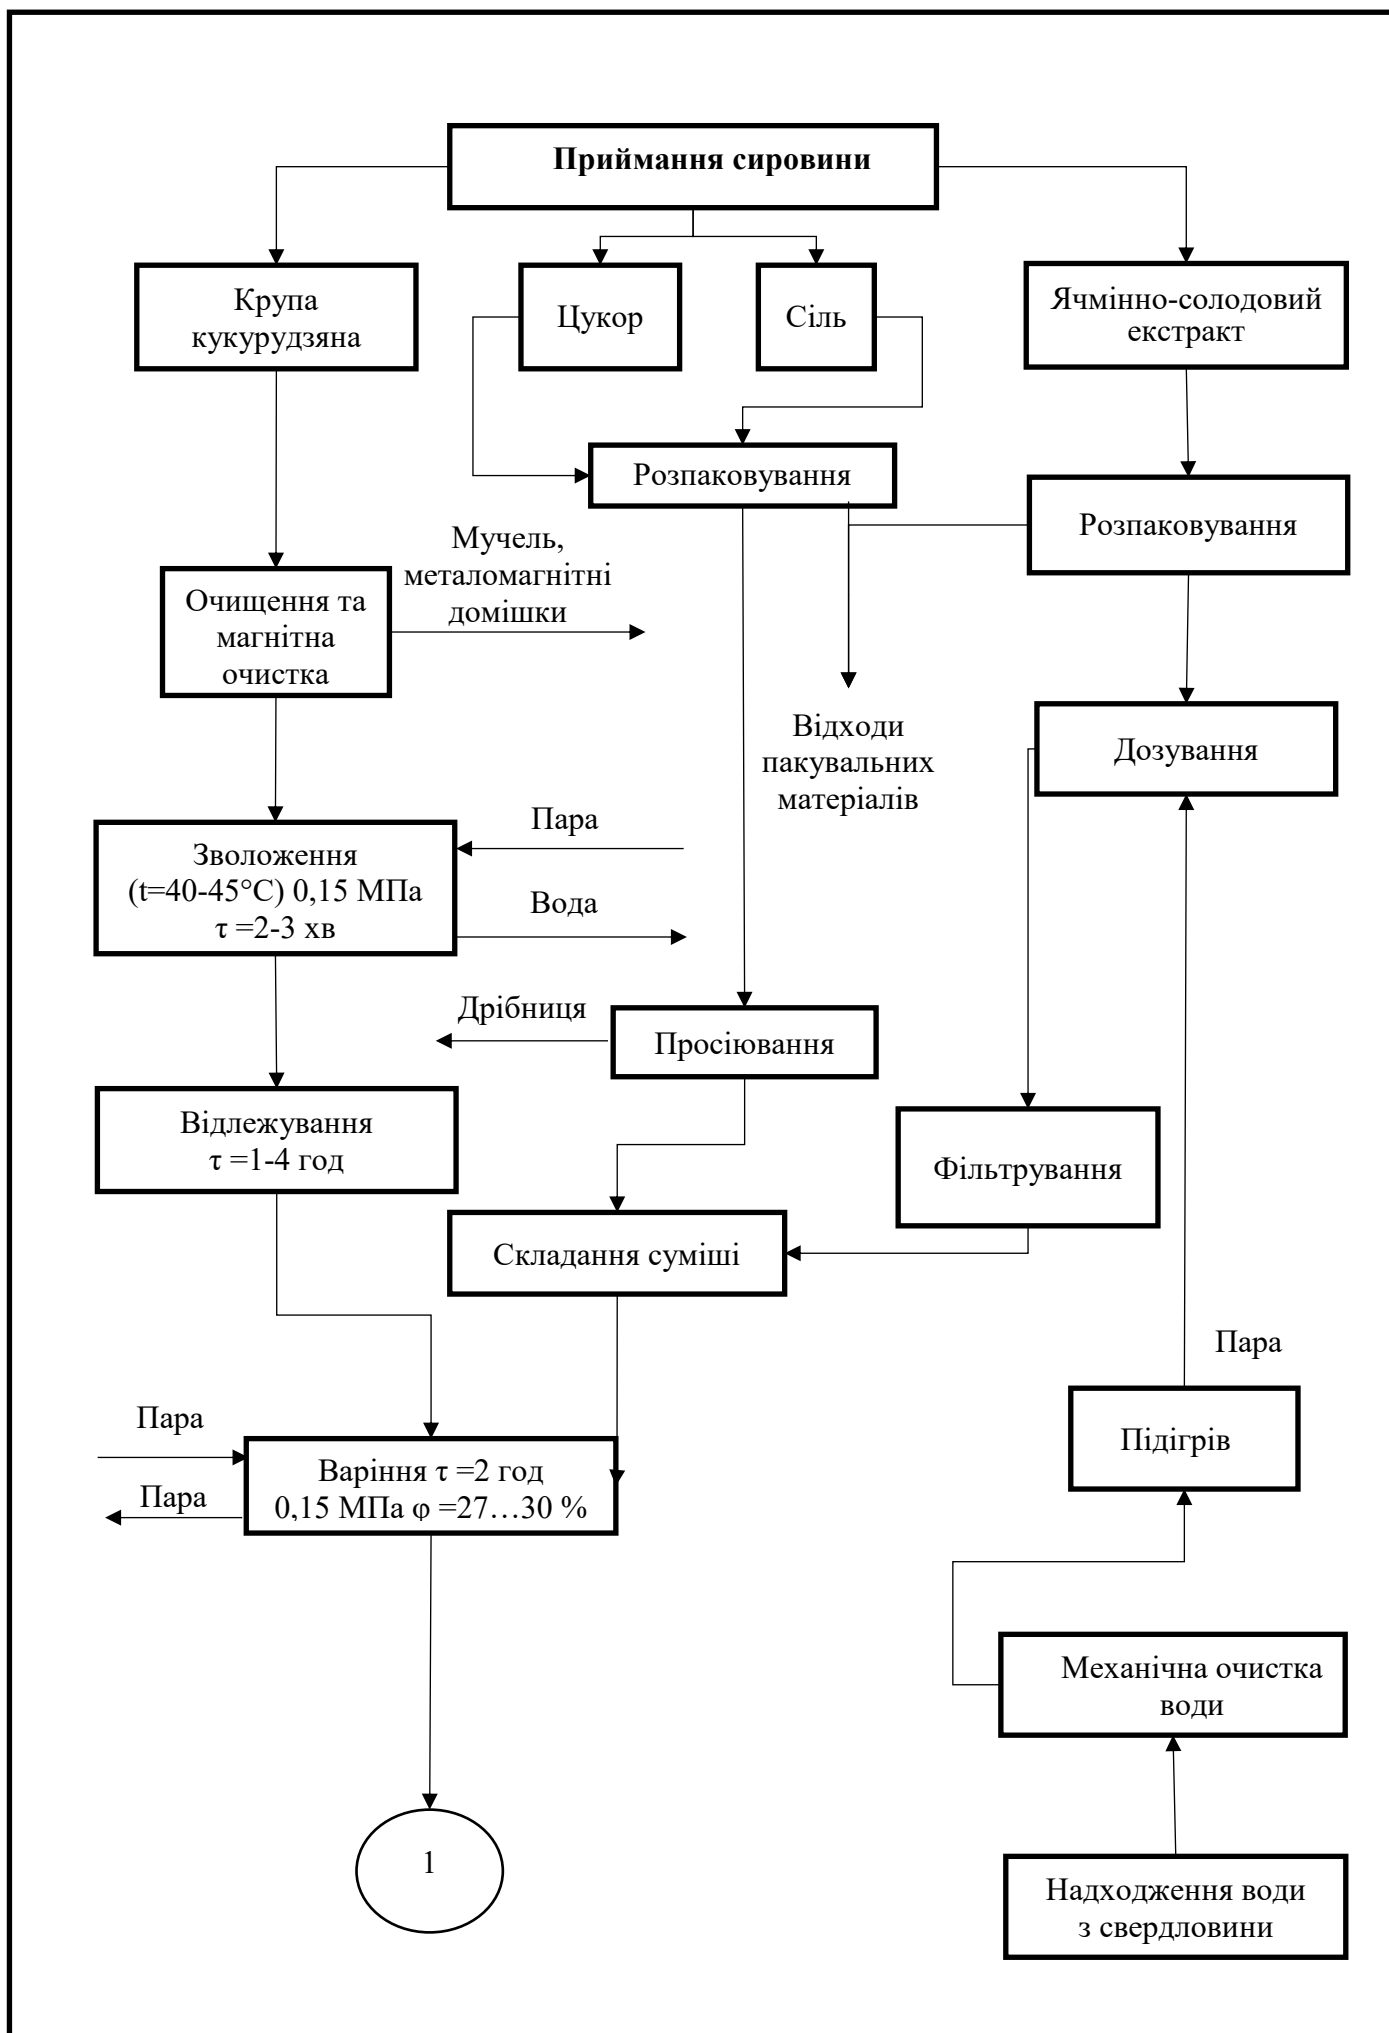 Приймання сировини
Крупа
кукурудзяна
Цукор
Сіль
Ячмінно-солодовий
екстракт
Розпаковування
Розпаковування
Мучель,
металомагнітні
домішки
Очищення та
магнітна
очистка
Відходи
пакувальних
матеріалів
Дозування
Пара
Зволоження
(t=40-45°С) 0,15 МПа
τ =2-3 хв
Вода
Дрібниця
Просіювання
Відлежування
τ =1-4 год
Фільтрування
Складання суміші
Пара
Підігрів
Пара
Пара
Варіння τ =2 год
0,15 МПа φ =27…30 %
Механічна очистка
води
1
Надходження води
з свердловини